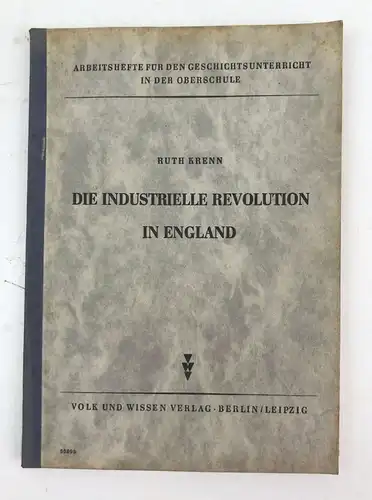 ARBEITSHEFTE FÜR DEN GESCHICHTSUNTERRICHT
IN DER OBERSCHULE
RUTH KRENN
DIE INDUSTRIELLE REVOLUTION
IN ENGLAND
VOLK UND WISSEN VERLAG · BERLIN/LEIPZIG